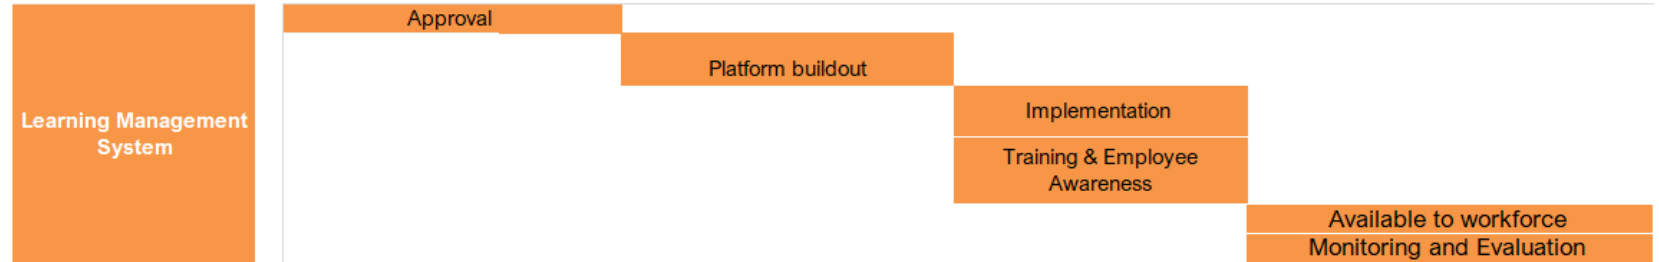 Approval
Platform buildout
Learning Management
System
Implementation
Training & Employee
Awareness
Available to workforce
Monitoring and Evaluation